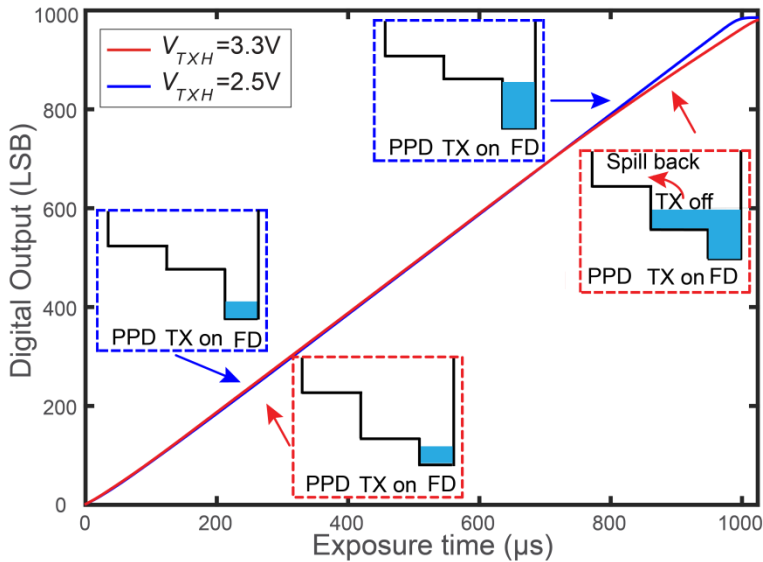 1000
800
600
400
200
0
Digital Output (LSB)
V_TXH=3.3V
V_TXH=2.5V
PPD TX on FD
Spill back
TX off
PPD TX on FD
PPD TX on FD
PPD TX on FD
0 200 400 600 800 1000
Exposure time (μs)